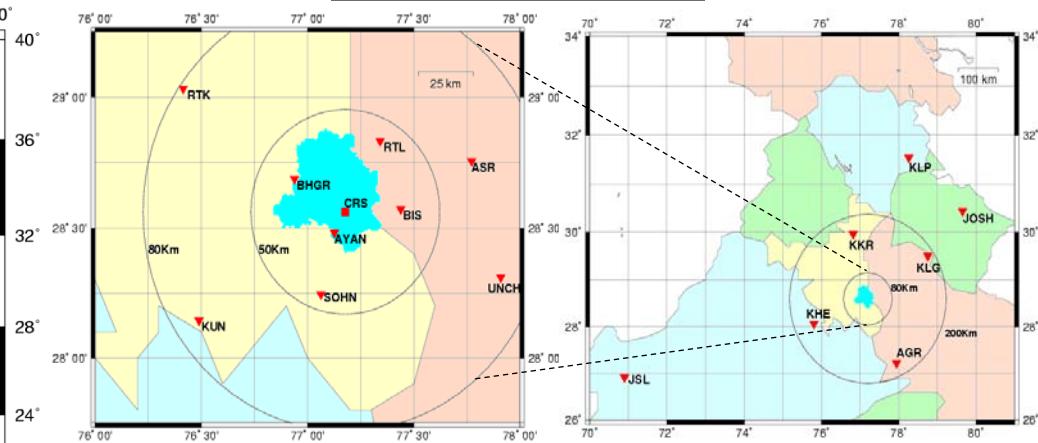 0°
40°
36°
32°
28°
24°
76° 00'
76° 30'
77° 00'
77° 30'
78° 00'
29° 00'
28° 30'
28° 00'
25 km
RTK
RTL
ASR
BHGR
CRS
BIS
AYAN
80Km
50Km
UNCH
SOHN
KUN
76° 00'
76° 30'
77° 00'
77° 30'
78° 00'
29° 00'
28° 30'
28° 00'
70°
72°
74°
76°
78°
80°
34°
34°
100 km
32°
32°
KLP
JOSH
30°
30°
KKR
KLG
80Km
KHE
28°
28°
200Km
AGR
JSL
26°
26°
70°
72°
74°
76°
78°
80°